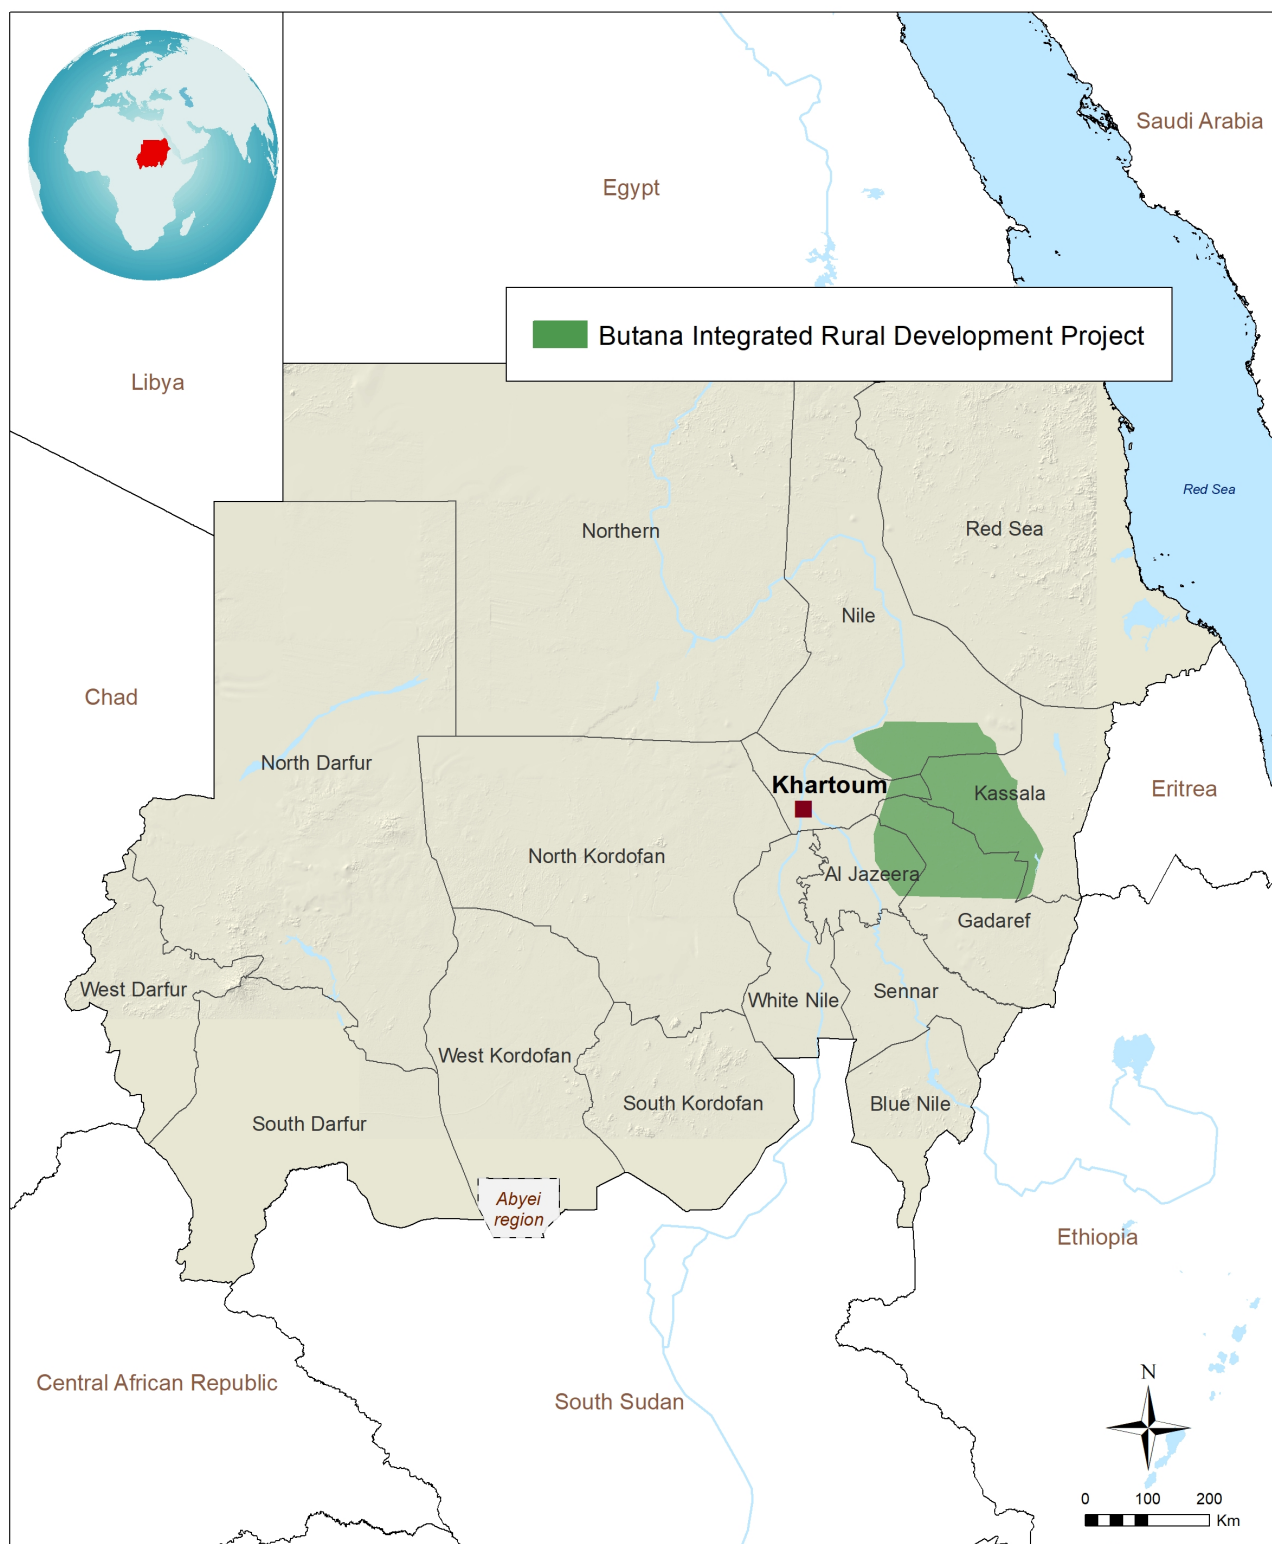 Saudi Arabia
Egypt
Butana Integrated Rural Development Project
Libya
Red Sea
Northern
Red Sea
Nile
Chad
North Darfur
Khartoum
Kassala
Eritrea
North Kordofan
Al Jazeera
Gadaref
West Darfur
White Nile
Sennar
West Kordofan
South Kordofan
Blue Nile
South Darfur
Abyei
region
Ethiopia
Central African Republic
South Sudan
N
0 100 200
Km